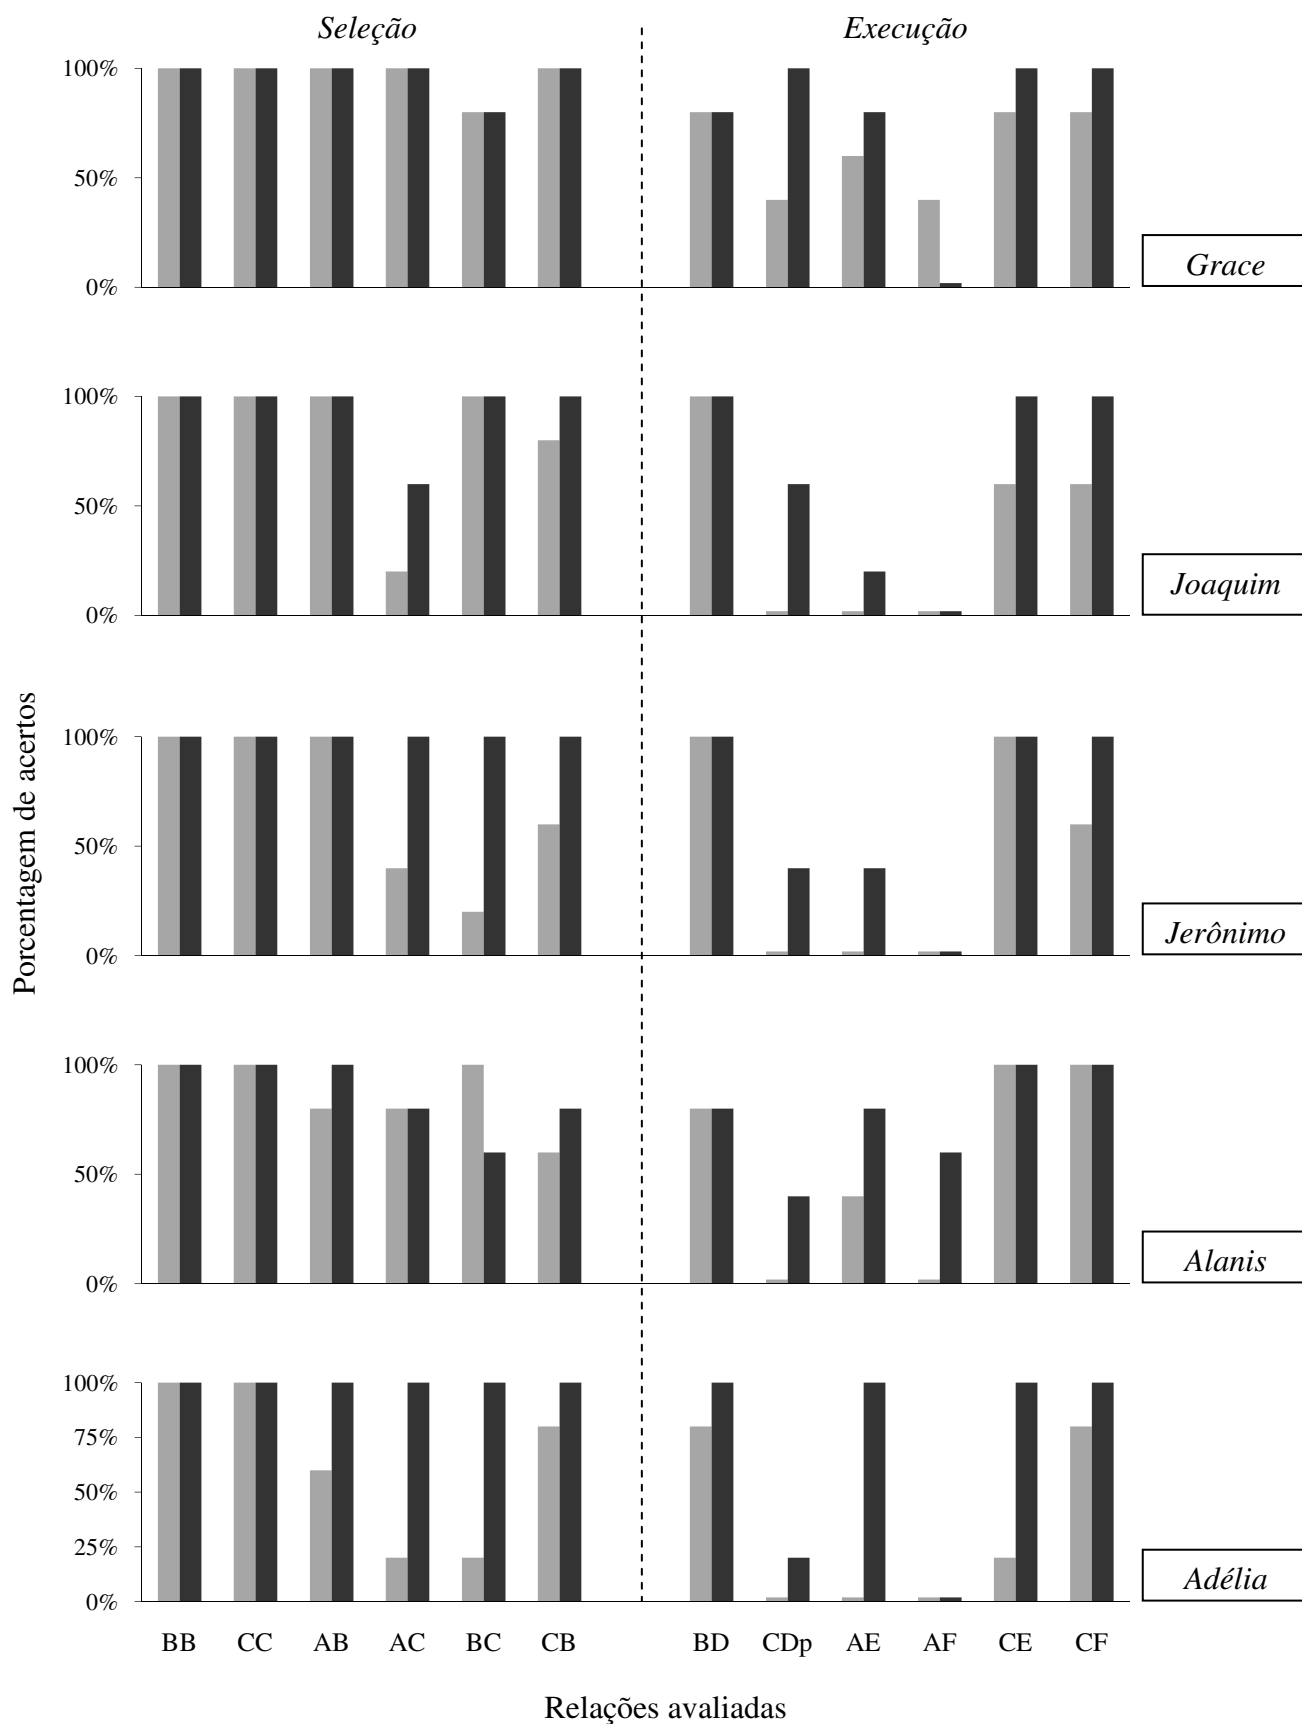 Seleção Execução
100%
50%
0%
Grace
100%
50%
0%
Joaquim
100%
50%
0%
Jerônimo
Porcentagem de acertos
100%
50%
0%
Alanis
100%
75%
50%
25%
0%
Adélia
BB CC AB AC BC CB BD CDp AE AF CE CF
Relações avaliadas